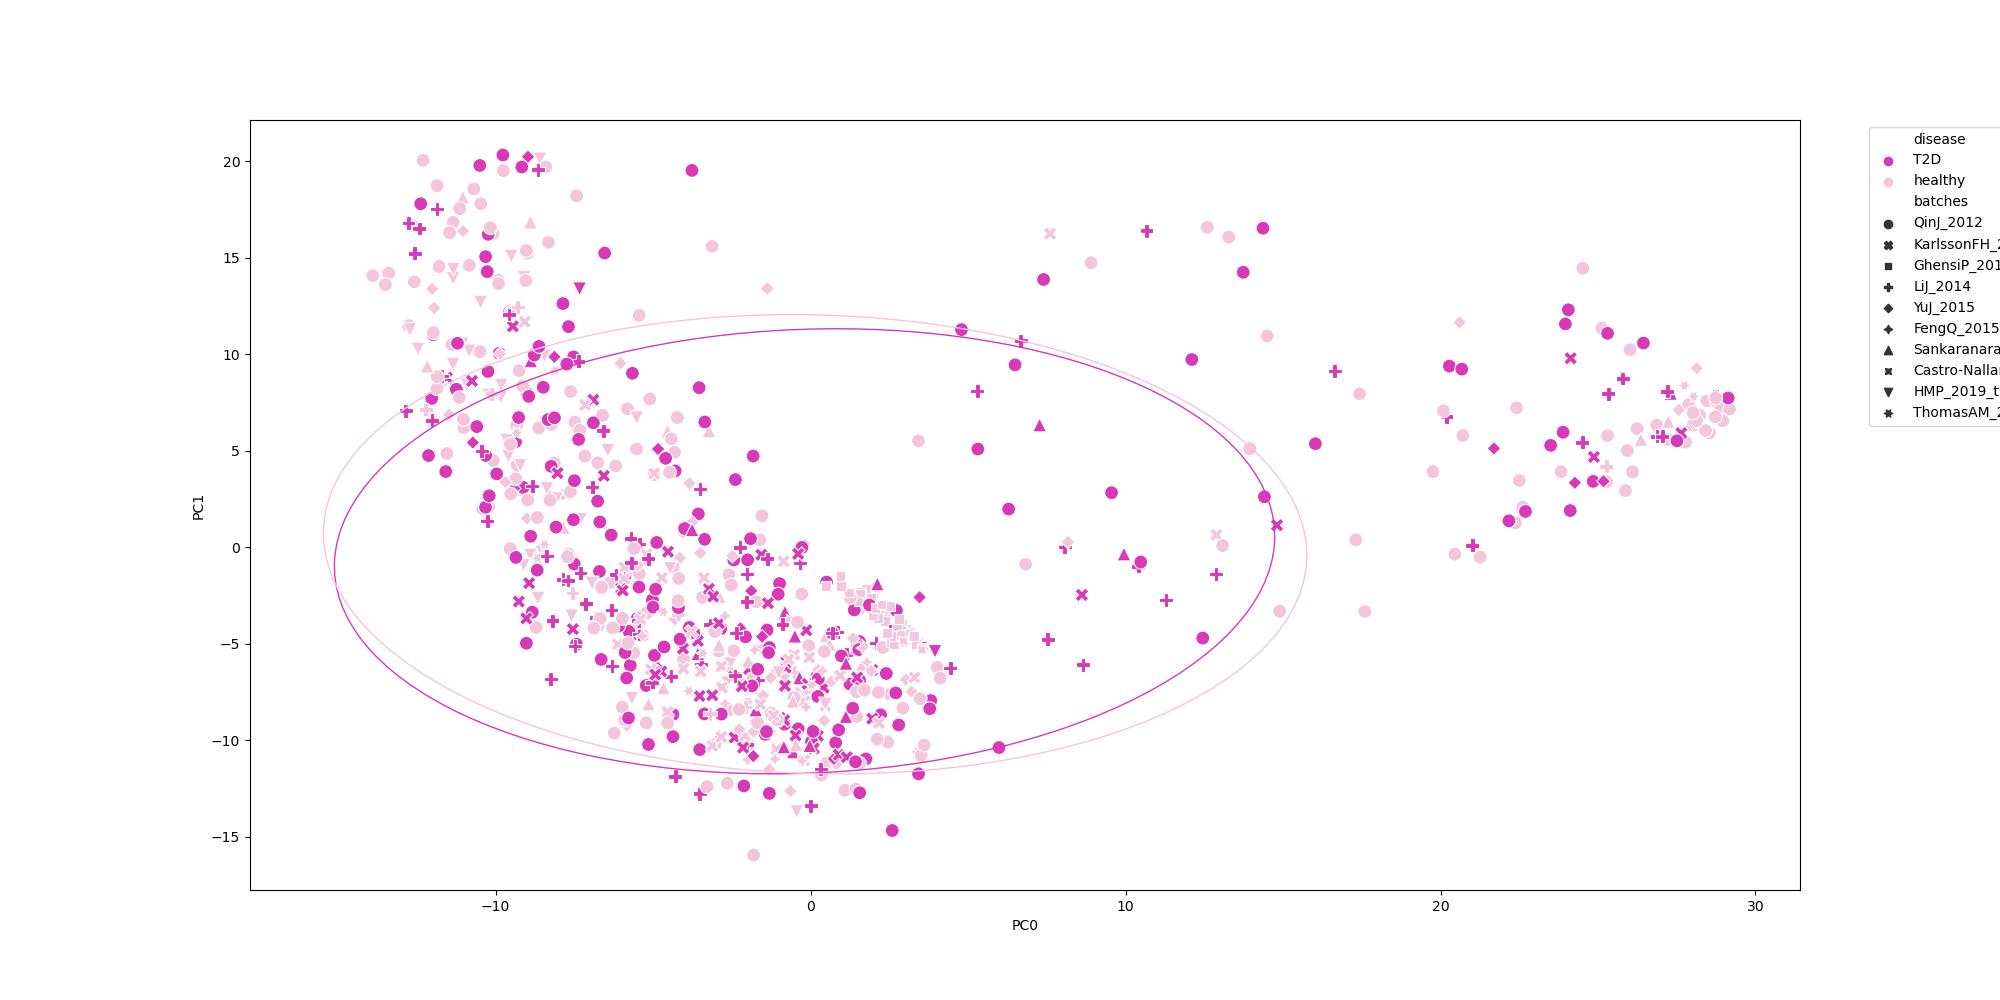 disease
T2D
healthy
batches
QinJ_2012
KarlssonFH_2
GhensiP_201
LiJ_2014
YuJ_2015
FengQ_2015
Sankaranara
Castro-Nallar
HMP_2019_t
ThomasAM_2
20
15
10
5
0
−5
−10
−15
PC1
−10 0 10 20 30
PC0